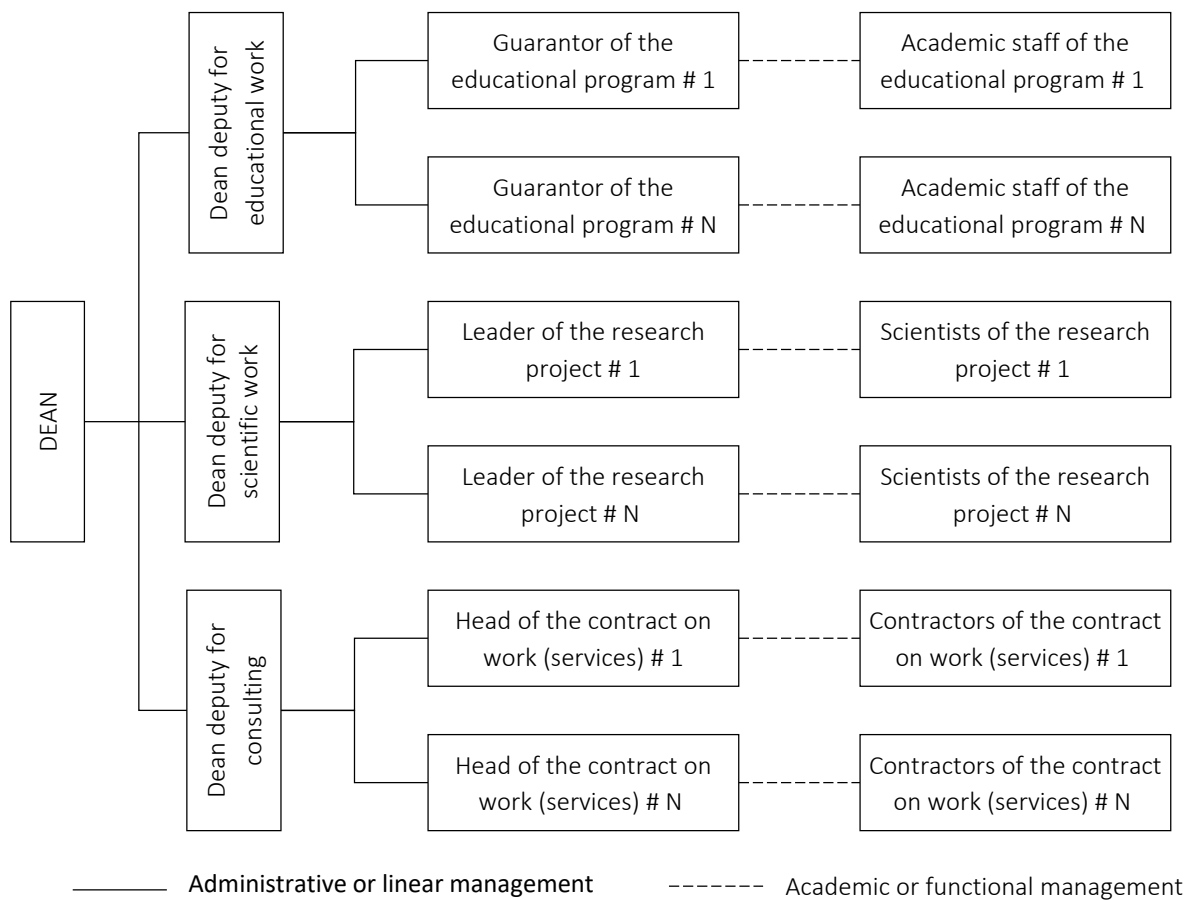 DEAN
Dean deputy for
educational work
Guarantor of the
educational program # 1
Academic staff of the
educational program # 1
Guarantor of the
educational program # N
Academic staff of the
educational program # N
Dean deputy for
scientific work
Leader of the research
project # 1
Scientists of the research
project # 1
Leader of the research
project # N
Scientists of the research
project # N
Dean deputy for
consulting
Head of the contract on
work (services) # 1
Contractors of the contract
on work (services) # 1
Head of the contract on
work (services) # N
Contractors of the contract
on work (services) # N
Administrative or linear management
Academic or functional management